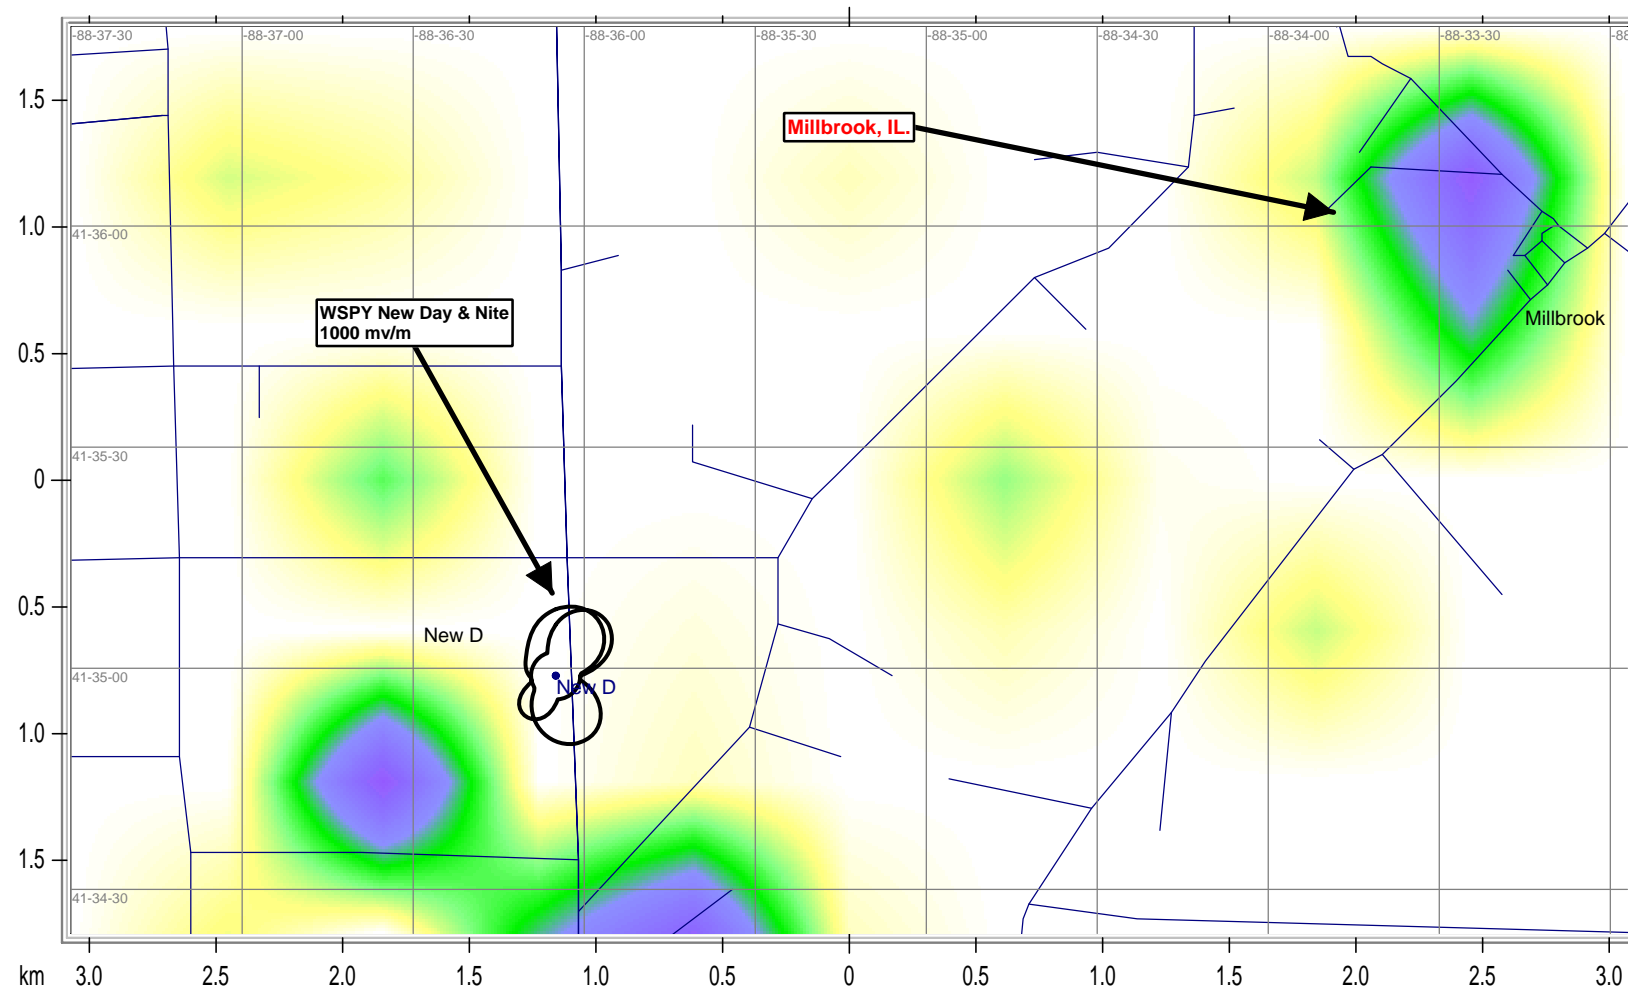 -88-37-30 -88-37-00 -88-36-30 -88-36-00 -88-35-30 -88-35-00 -88-34-30 -88-34-00 -88-33-30
1.5
Millbrook, IL.
1.0
41-36-00
WSPY New Day & Nite
1000 mv/m
Millbrook
0.5
41-35-30
0
0.5
New D
41-35-00
New D
1.0
1.5
41-34-30
km 3.0 2.5 2.0 1.5 1.0 0.5 0 0.5 1.0 1.5 2.0 2.5 3.0